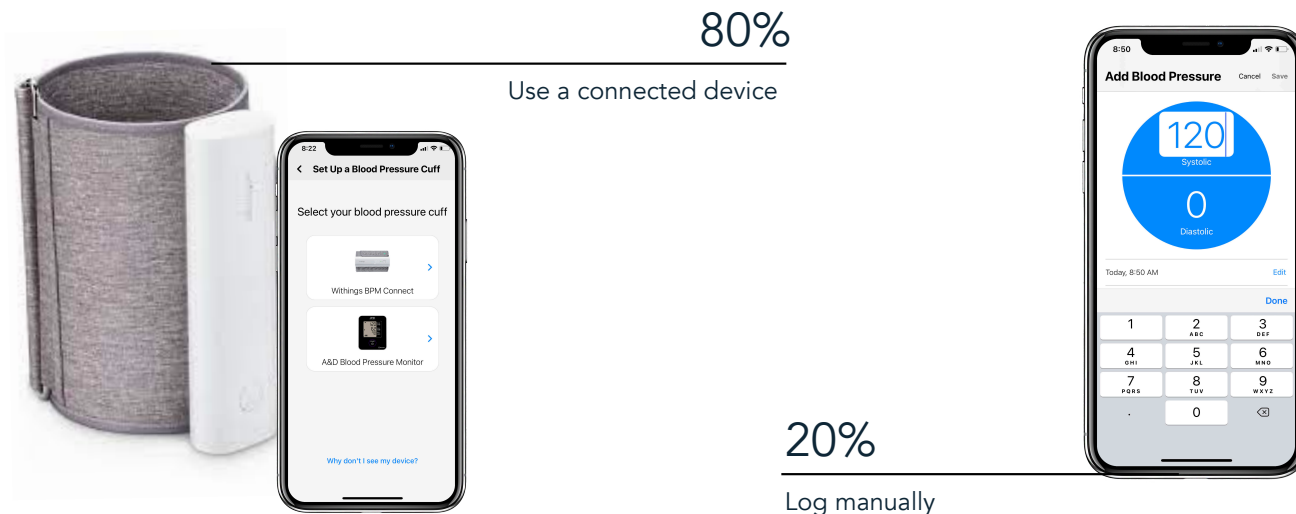 80%
Use a connected device
8:22
Set Up a Blood Pressure Cuff
Select your blood pressure cuff
Withings BPM Connect
A&D Blood Pressure Monitor
Why don't I see my device?
8:50
Add Blood Pressure Cancel Save
120
Systolic
0
Diastolic
Today, 8:50 AM Edit
Done
1 2 3
ABC DEF
4 5 6
GHI JKL MNO
7 8 9
PQRS TUV WXYZ
. 0
20%
Log manually